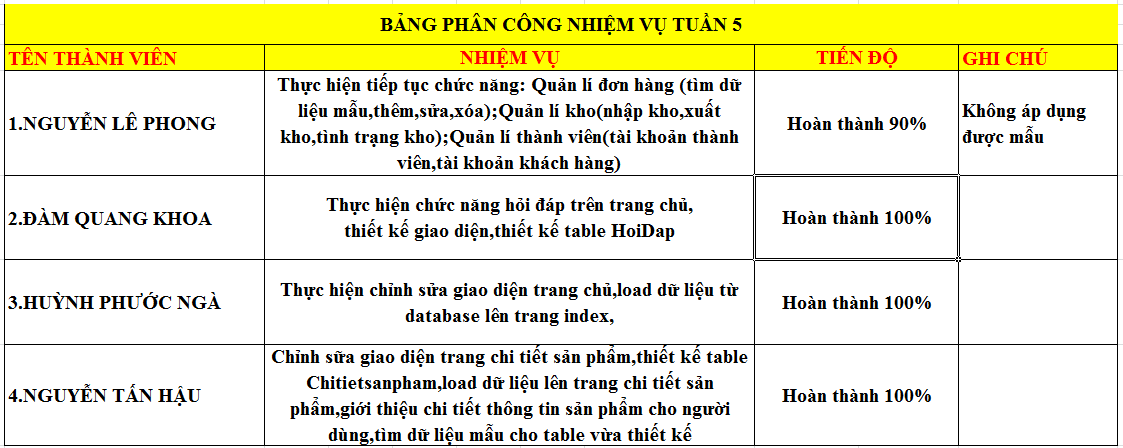 BẢNG PHÂN CÔNG NHIỆM VỤ TUẦN 5
TÊN THÀNH VIÊN NHIỆM VỤ TIẾN ĐỘ GHI CHÚ
1.NGUYỄN LÊ PHONG
Thực hiện tiếp tục chức năng: Quản lí đơn hàng (tìm dữ
liệu mẫu,thêm,sửa,xóa);Quản lí kho(nhập kho,xuất
kho,tình trạng kho);Quản lí thành viên(tài khoản thành
viên,tài khoản khách hàng)
Hoàn thành 90%
Không áp dụng
được mẫu
2.ĐÀM QUANG KHOA
Thực hiện chức năng hỏi đáp trên trang chủ,
thiết kế giao diện,thiết kế table HoiDap
Hoàn thành 100%
3.HUỲNH PHƯỚC NGÀ
Thực hiện chỉnh sửa giao diện trang chủ,load dữ liệu từ
database lên trang index,
Hoàn thành 100%
4.NGUYỄN TẤN HẬU
Chỉnh sữa giao diện trang chi tiết sản phẩm,thiết kế table
Chitietsanpham,load dữ liệu lên trang chi tiết sản
phẩm,giới thiệu chi tiết thông tin sản phẩm cho người
dùng,tìm dữ liệu mẫu cho table vừa thiết kế
Hoàn thành 100%